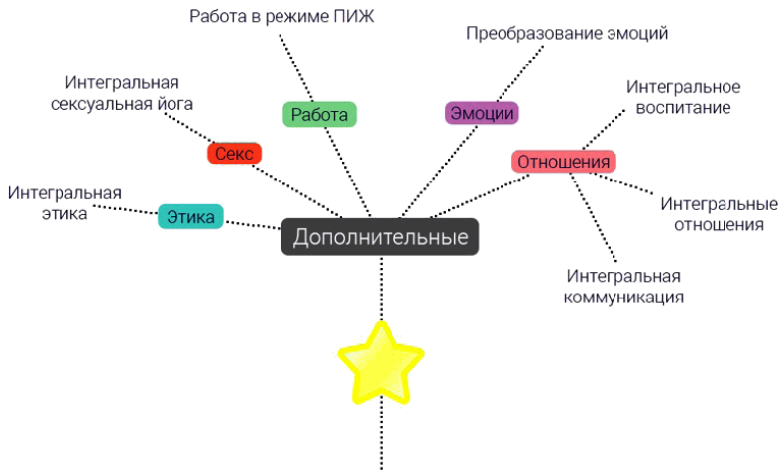 Работа в режиме ПИЖ
Преобразование эмоций
Интегральная
сексуальная йога
Интегральное
воспитание
Работа
Эмоции
Секс
Отношения
Интегральная
этика
Этика
Интегральные
отношения
Дополнительные
Интегральная
коммуникация